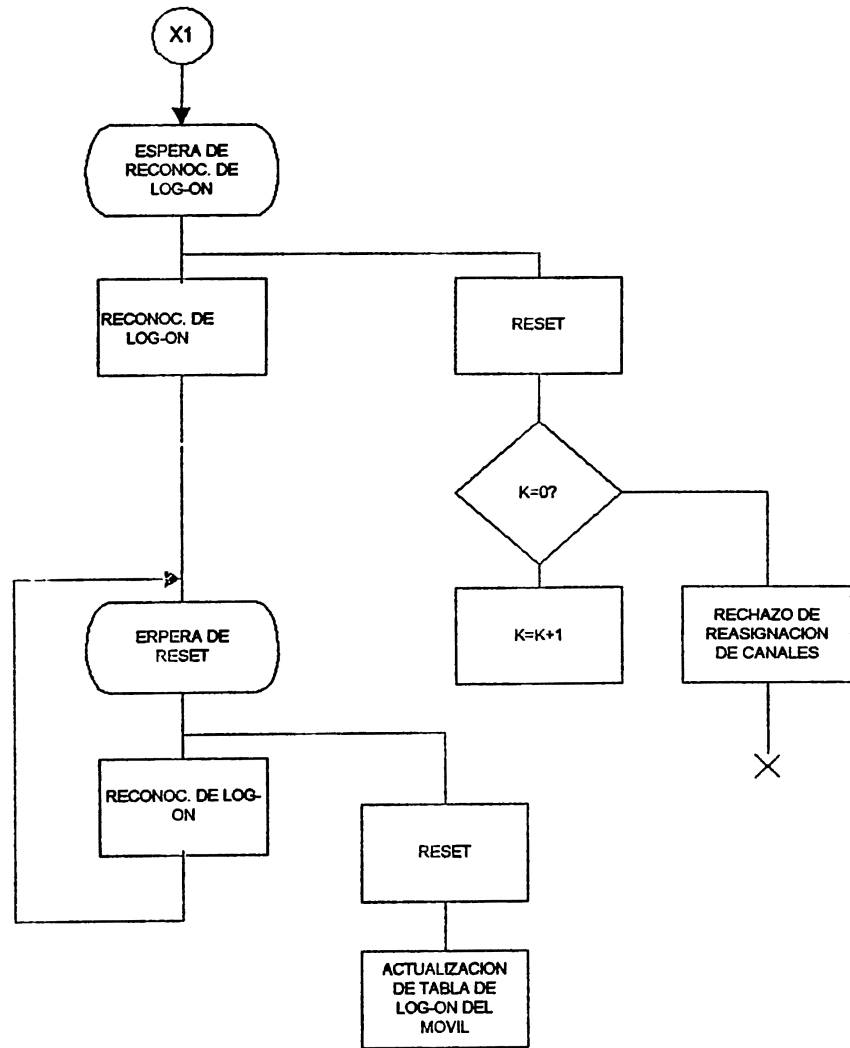 X1
ESPERA DE
RECONOC. DE
LOG-ON
RECONOC. DE
LOG-ON
RESET
K=0?
K=K+1
RECHAZO DE
REASIGNACION
DE CANALES
ERPERA DE
RESET
RECONOC. DE LOG-
ON
RESET
ACTUALIZACION
DE TABLA DE
LOG-ON DEL
MOVIL